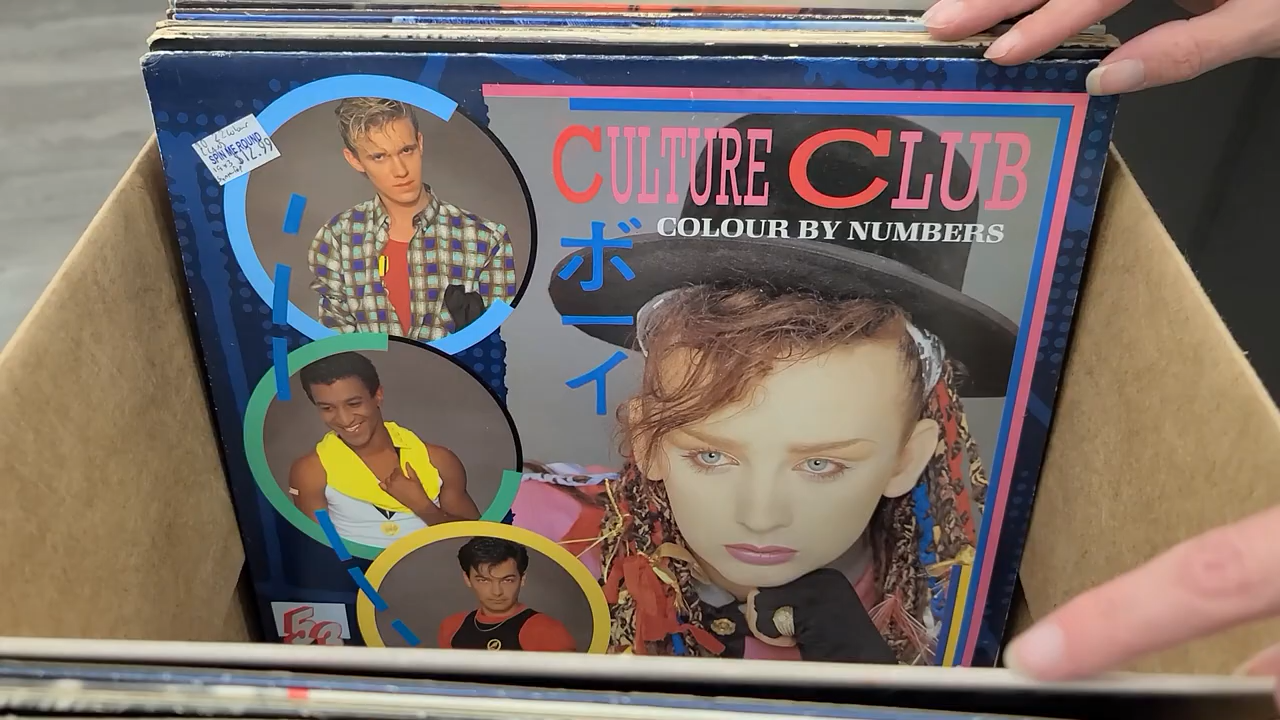 CULTURE CLUB
COLOUR BY NUMBERS
ボーイ
SPIN ME ROUND
$12.99